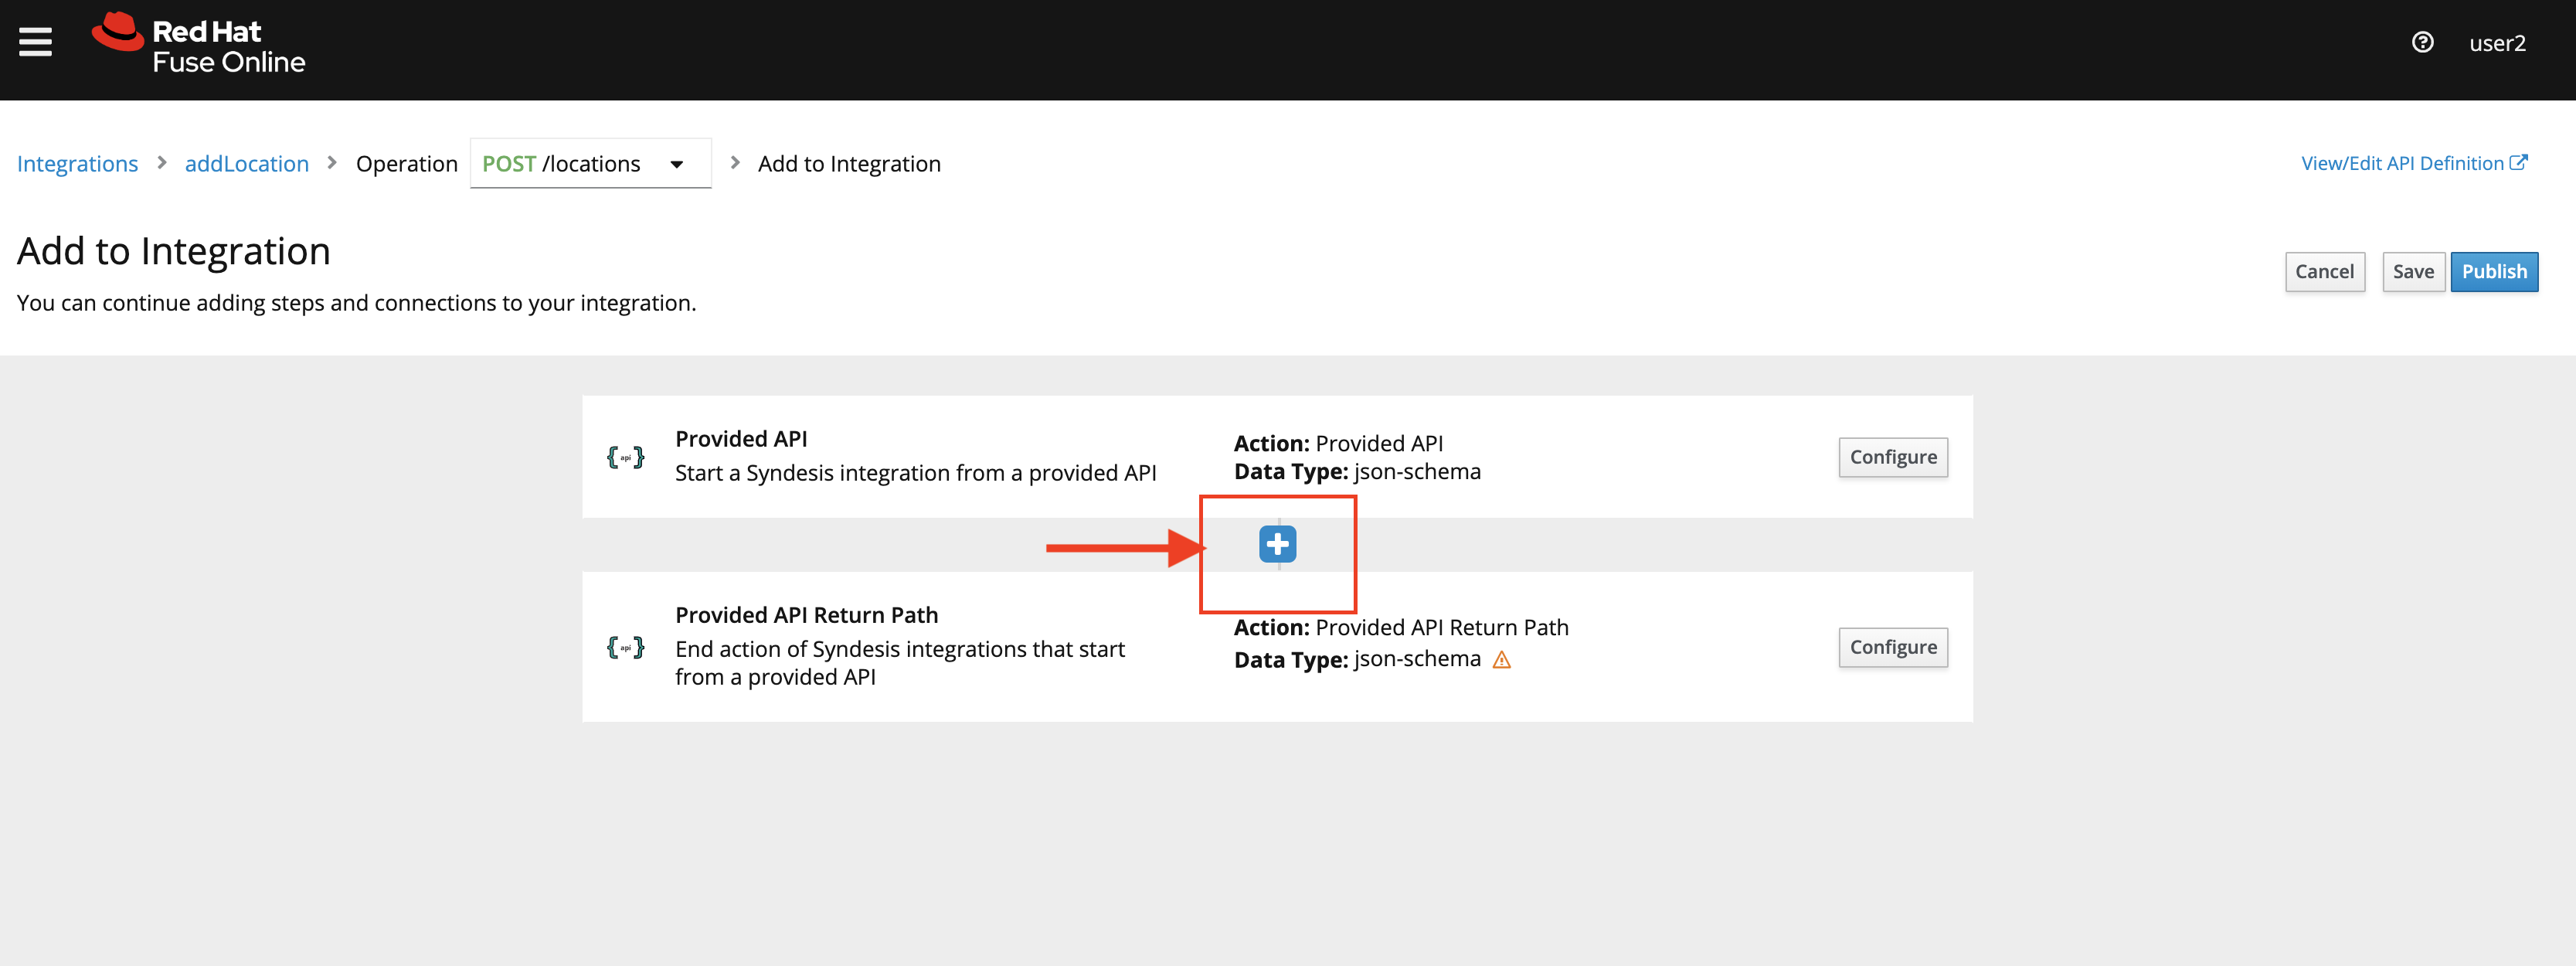 Red Hat
Fuse Online
user2
Integrations > addLocation > Operation POST /locations > Add to Integration
View/Edit API Definition
Add to Integration
Cancel Save Publish
You can continue adding steps and connections to your integration.
{api}
Provided API
Start a Syndesis integration from a provided API
Action: Provided API
Data Type: json-schema
Configure
{api}
Provided API Return Path
End action of Syndesis integrations that start
from a provided API
Action: Provided API Return Path
Data Type: json-schema
Configure